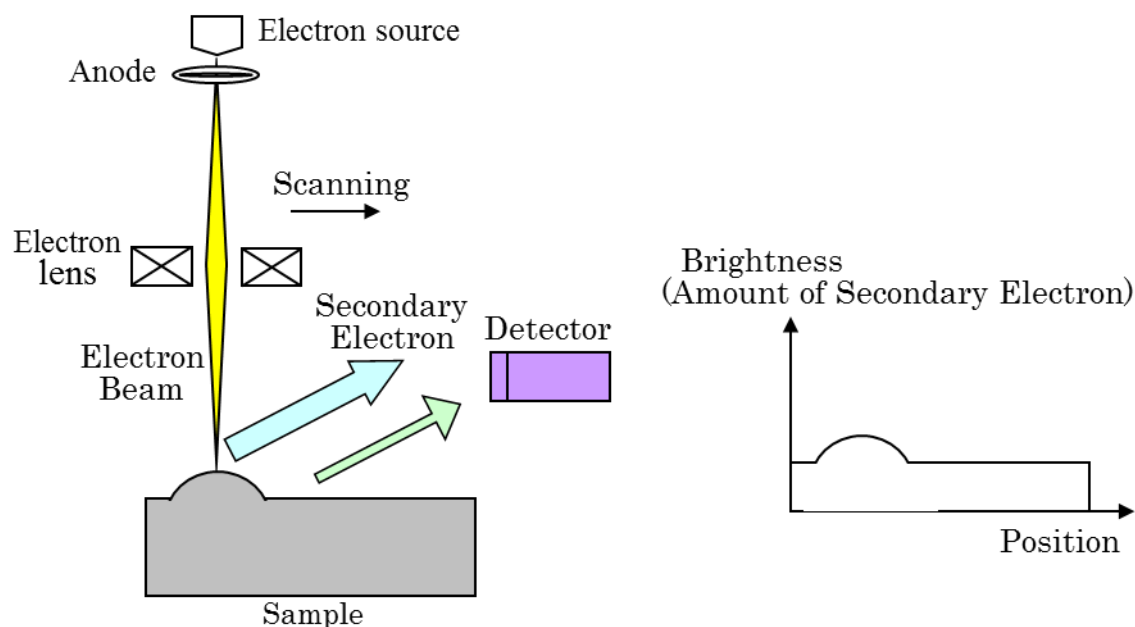 Electron source
Anode
Scanning
Electron
lens
Secondary
Electron
Detector
Electron
Beam
Sample
Brightness
(Amount of Secondary Electron)
Position